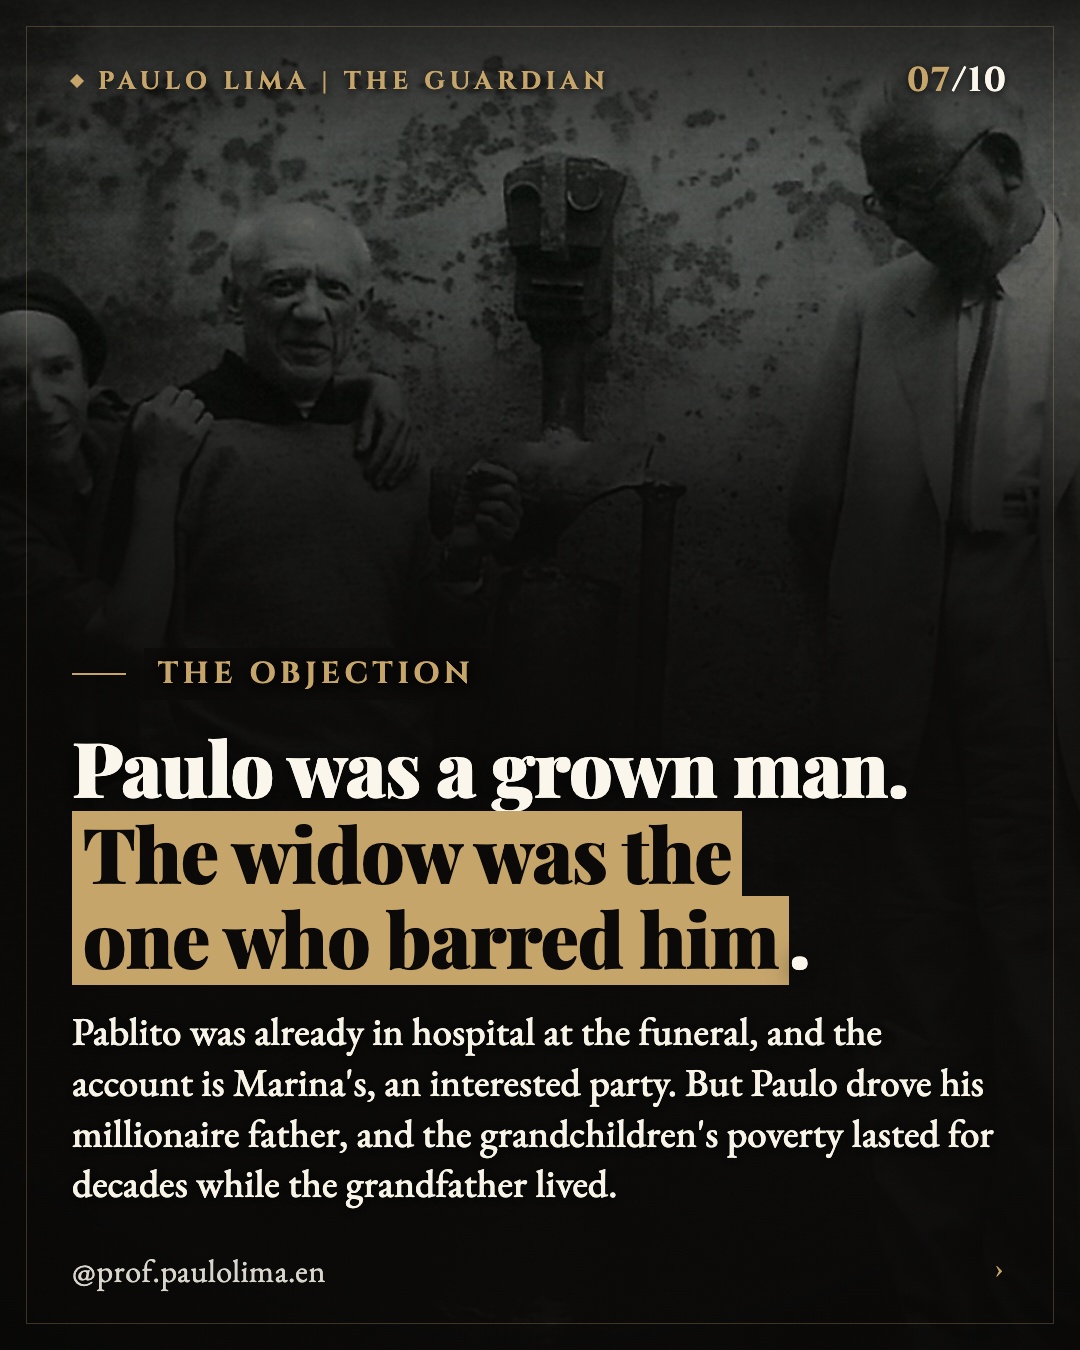 ◆ PAULO LIMA | THE GUARDIAN
07/10
THE OBJECTION
Paulo was a grown man.
The widow was the
one who barred him.
Pablito was already in hospital at the funeral, and the
account is Marina's, an interested party. But Paulo drove his
millionaire father, and the grandchildren's poverty lasted for
decades while the grandfather lived.
@prof.paulolima.en
›